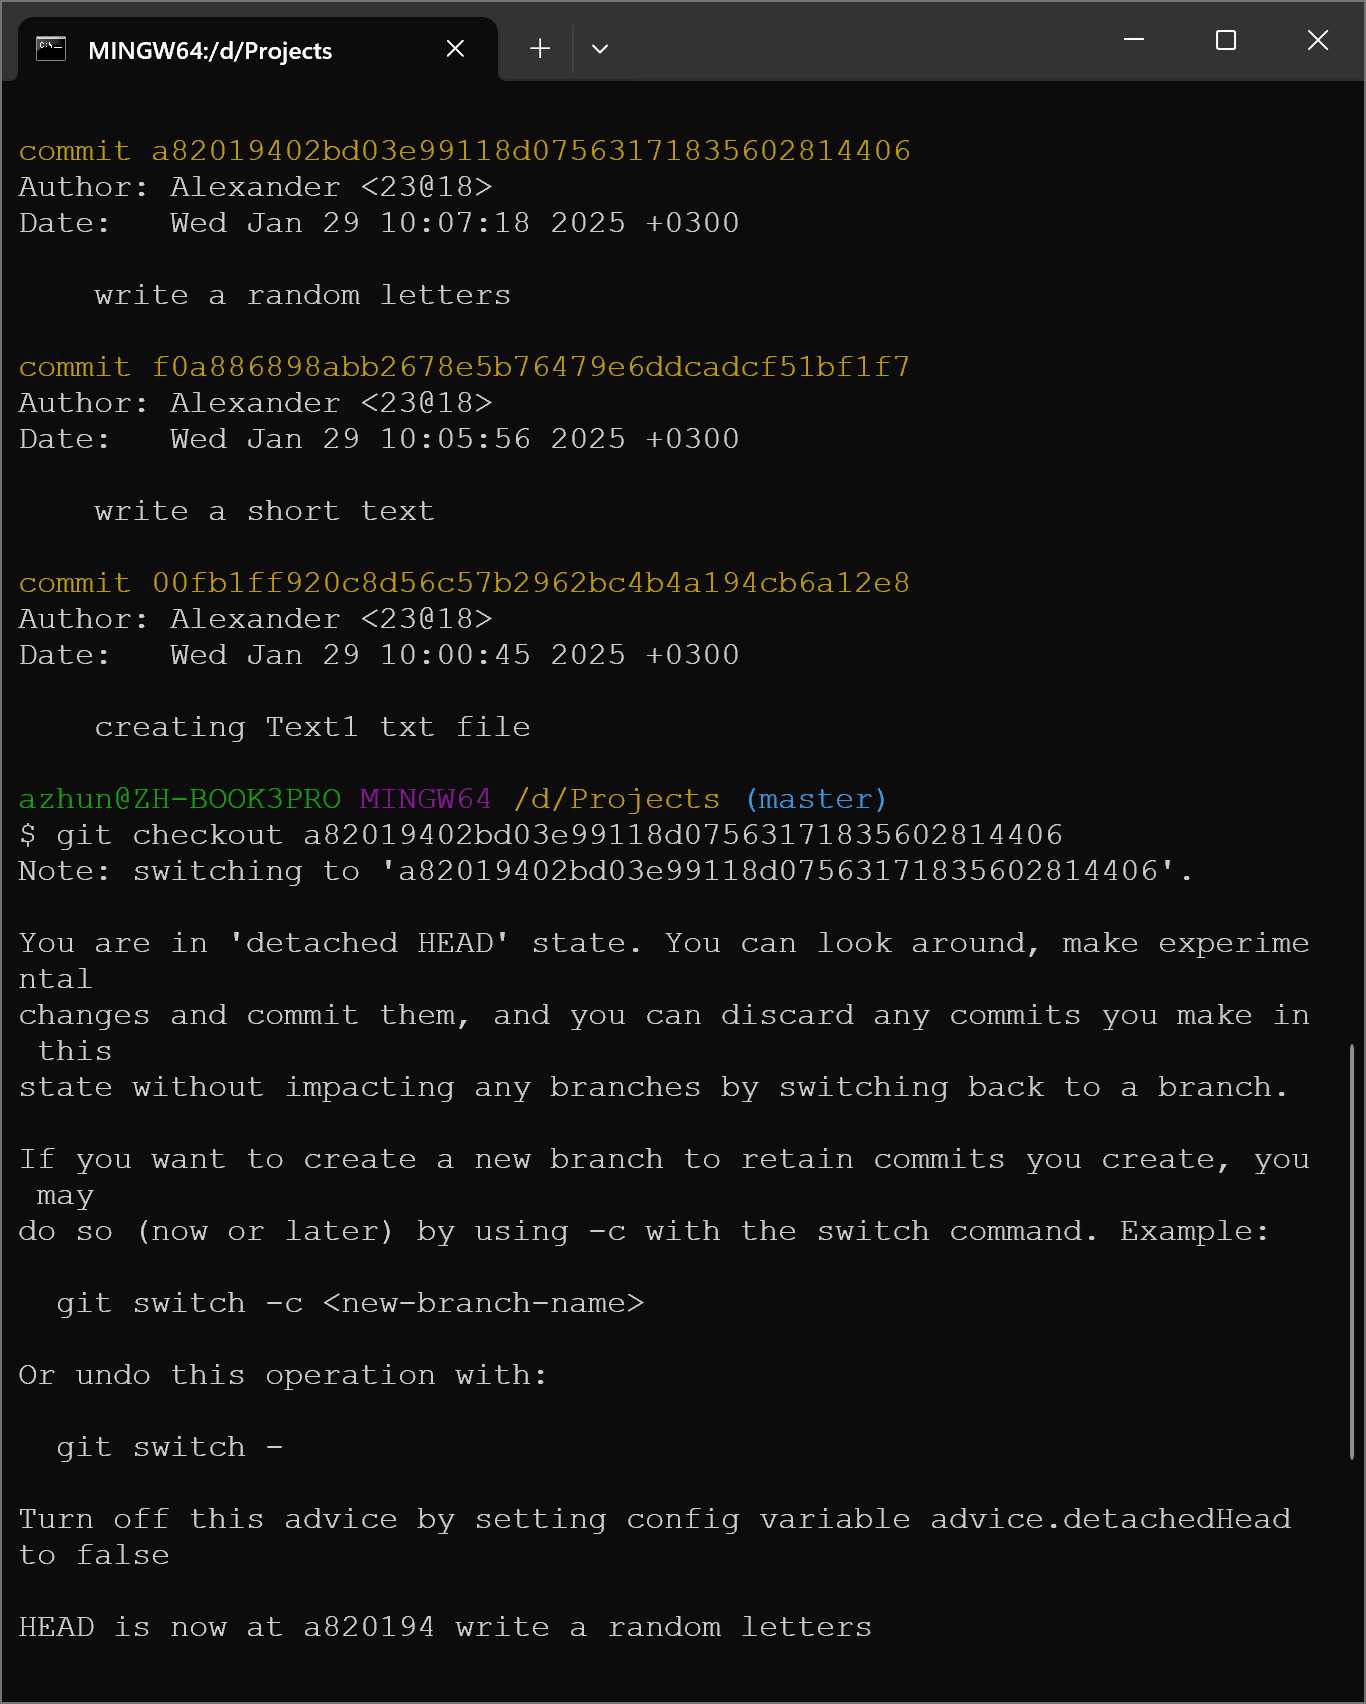 MINGW64:/d/Projects
commit a82019402bd03e99118d07563171835602814406
Author: Alexander <23@18>
Date:   Wed Jan 29 10:07:18 2025 +0300
    write a random letters
commit f0a886898abb2678e5b76479e6ddcadcf51bf1f7
Author: Alexander <23@18>
Date:   Wed Jan 29 10:05:56 2025 +0300
    write a short text
commit 00fb1ff920c8d56c57b2962bc4b4a194cb6a12e8
Author: Alexander <23@18>
Date:   Wed Jan 29 10:00:45 2025 +0300
    creating Text1 txt file
azhun@ZH-BOOK3PRO MINGW64 /d/Projects (master)
$ git checkout a82019402bd03e99118d07563171835602814406
Note: switching to 'a82019402bd03e99118d07563171835602814406'.
You are in 'detached HEAD' state. You can look around, make experime
ntal
changes and commit them, and you can discard any commits you make in
 this
state without impacting any branches by switching back to a branch.
If you want to create a new branch to retain commits you create, you
 may
do so (now or later) by using -c with the switch command. Example:
  git switch -c <new-branch-name>
Or undo this operation with:
  git switch -
Turn off this advice by setting config variable advice.detachedHead
to false
HEAD is now at a820194 write a random letters